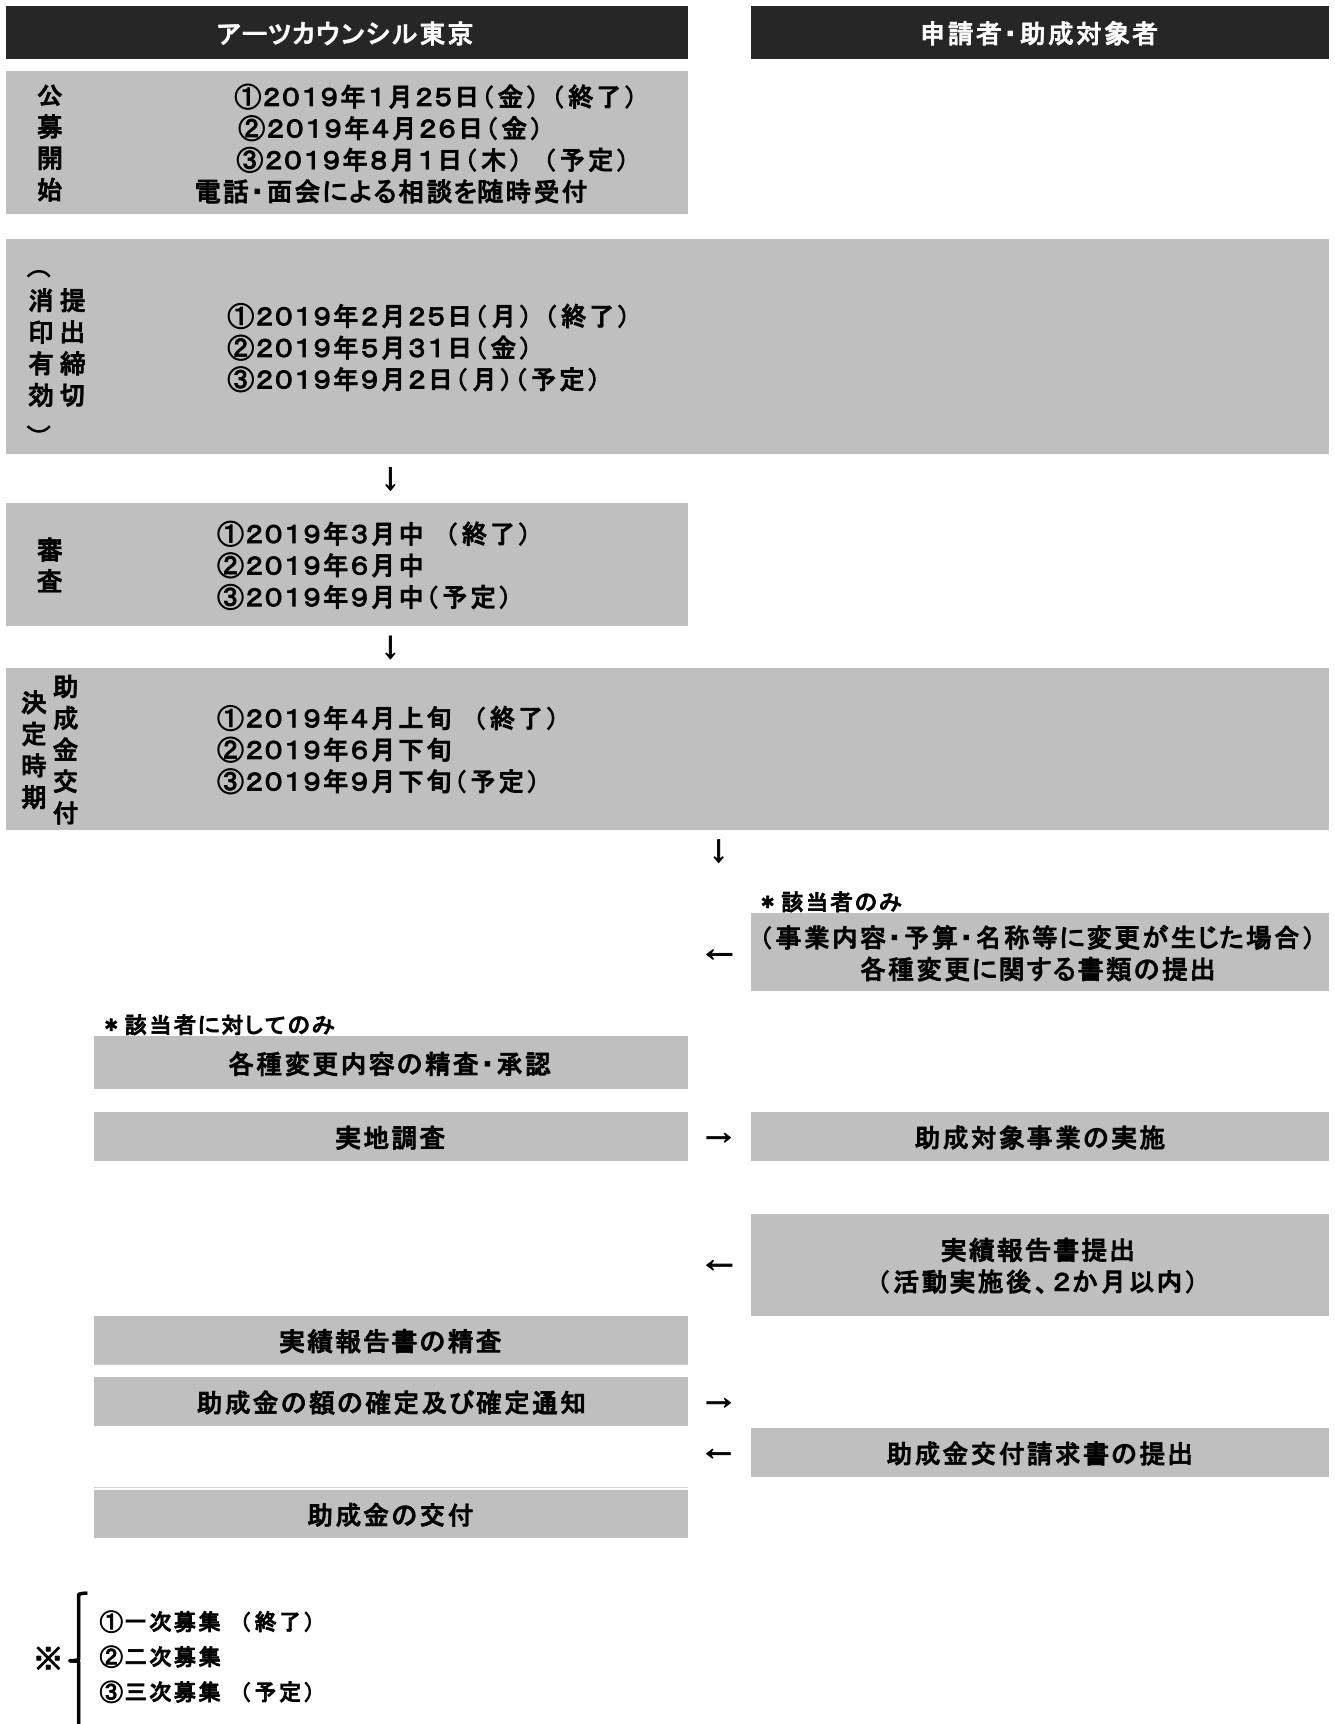 アーツカウンシル東京
申請者・助成対象者
公募開始
①2019年1月25日(金) (終了)
②2019年4月26日(金)
③2019年8月1日(木) (予定)
電話・面会による相談を随時受付
提出締切
(消印有効)
①2019年2月25日(月) (終了)
②2019年5月31日(金)
③2019年9月2日(月)(予定)
↓
審査
①2019年3月中 (終了)
②2019年6月中
③2019年9月中(予定)
↓
助成金交付
決定時期
①2019年4月上旬 (終了)
②2019年6月下旬
③2019年9月下旬(予定)
↓
*該当者のみ
←
(事業内容・予算・名称等に変更が生じた場合)
各種変更に関する書類の提出
*該当者に対してのみ
各種変更内容の精査・承認
実地調査 → 助成対象事業の実施
←
実績報告書提出
(活動実施後、2か月以内)
実績報告書の精査
助成金の額の確定及び確定通知 →
← 助成金交付請求書の提出
助成金の交付
①一次募集 (終了)
※ ②二次募集
③三次募集 (予定)